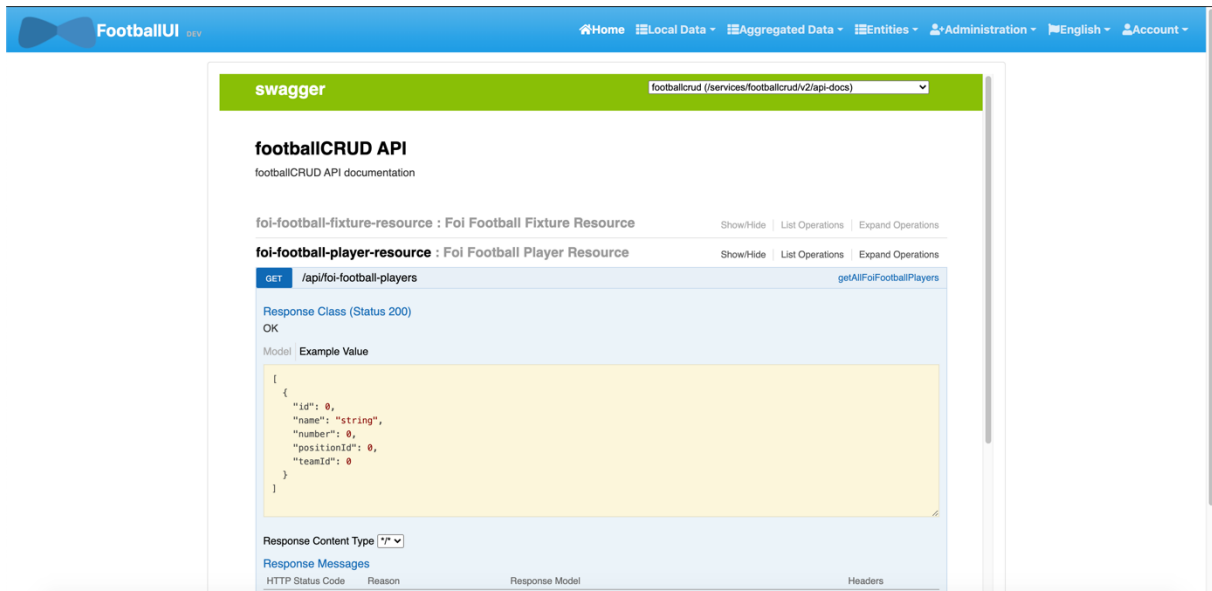 FootballUI DEV Home Local Data Aggregated Data Entities Administration English Account
swagger footballcrud (/services/footballcrud/v2/api-docs)
footballCRUD API
footballCRUD API documentation
foi-football-fixture-resource : Foi Football Fixture Resource Show/Hide List Operations Expand Operations
foi-football-player-resource : Foi Football Player Resource Show/Hide List Operations Expand Operations
GET /api/foi-football-players getAllFoiFootballPlayers
Response Class (Status 200)
OK
Model Example Value
[
{
"id": 0,
"name": "string",
"number": 0,
"positionId": 0,
"teamId": 0
}
]
Response Content Type */*
Response Messages
HTTP Status Code Reason Response Model Headers